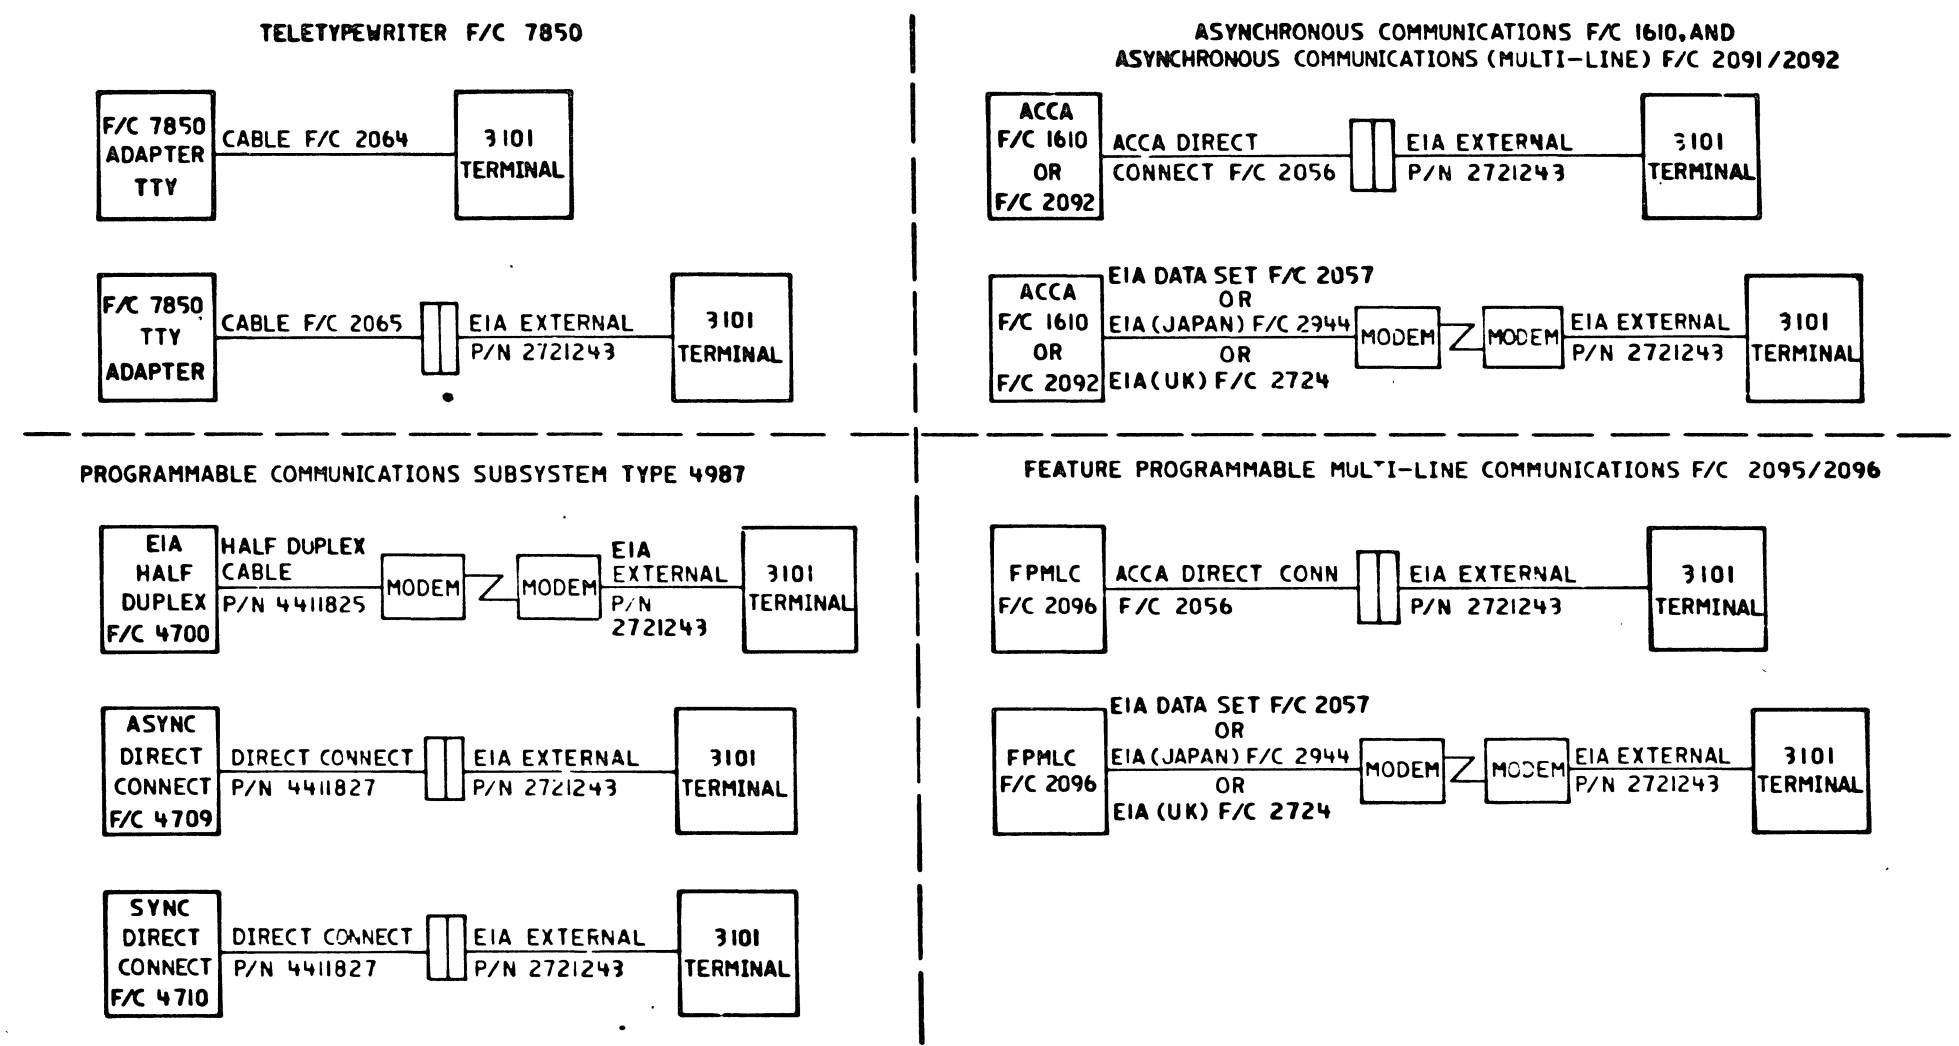 TELETYPEWRITER F/C 7850
F/C 7850
ADAPTER
TTY
CABLE F/C 2064
3101
TERMINAL
F/C 7850
TTY
ADAPTER
CABLE F/C 2065
EIA EXTERNAL
P/N 2721243
3101
TERMINAL
ASYNCHRONOUS COMMUNICATIONS F/C 1610, AND
ASYNCHRONOUS COMMUNICATIONS (MULTI-LINE) F/C 2091/2092
ACCA
F/C 1610
OR
F/C 2092
ACCA DIRECT
CONNECT F/C 2056
EIA EXTERNAL
P/N 2721243
3101
TERMINAL
ACCA
F/C 1610
OR
F/C 2092
EIA DATA SET F/C 2057
OR
EIA (JAPAN) F/C 2944
OR
EIA (UK) F/C 2724
MODEM
MODEM
EIA EXTERNAL
P/N 2721243
3101
TERMINAL
PROGRAMMABLE COMMUNICATIONS SUBSYSTEM TYPE 4987
EIA
HALF
DUPLEX
F/C 4700
HALF DUPLEX
CABLE
P/N 4411825
MODEM
MODEM
EIA
EXTERNAL
P/N
2721243
3101
TERMINAL
ASYNC
DIRECT
CONNECT
F/C 4709
DIRECT CONNECT
P/N 4411827
EIA EXTERNAL
P/N 2721243
3101
TERMINAL
SYNC
DIRECT
CONNECT
F/C 4710
DIRECT CONNECT
P/N 4411827
EIA EXTERNAL
P/N 2721243
3101
TERMINAL
FEATURE PROGRAMMABLE MULTI-LINE COMMUNICATIONS F/C 2095/2096
FPMLC
F/C 2096
ACCA DIRECT CONN
F/C 2056
EIA EXTERNAL
P/N 2721243
3101
TERMINAL
FPMLC
F/C 2096
EIA DATA SET F/C 2057
OR
EIA (JAPAN) F/C 2944
OR
EIA (UK) F/C 2724
MODEM
MODEM
EIA EXTERNAL
P/N 2721243
3101
TERMINAL